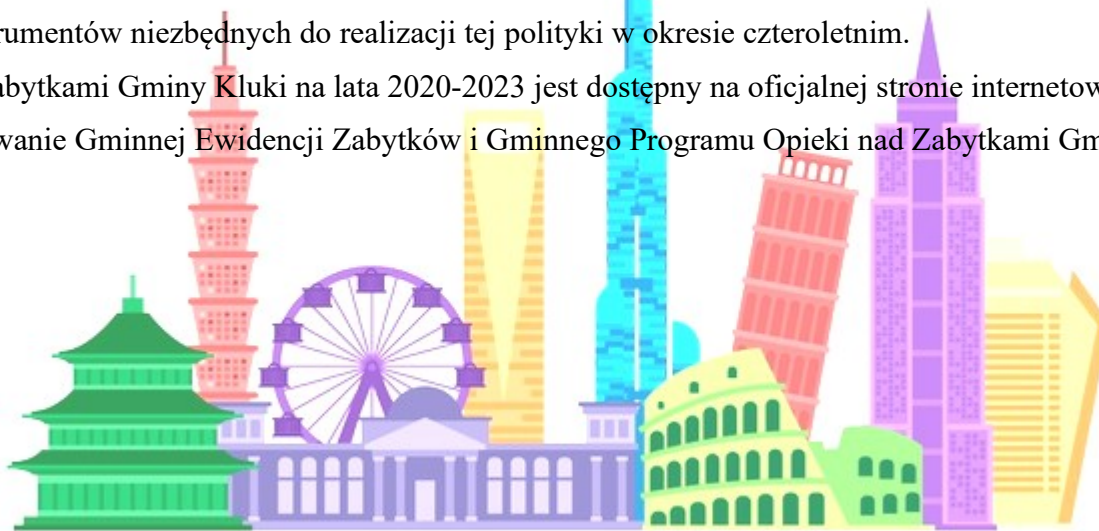 rumentów niezbędnych do realizacji tej polityki w okresie czteroletnim.
abytkami Gminy Kluki na lata 2020-2023 jest dostępny na oficjalnej stronie internetow
wanie Gminnej Ewidencji Zabytków i Gminnego Programu Opieki nad Zabytkami Gm